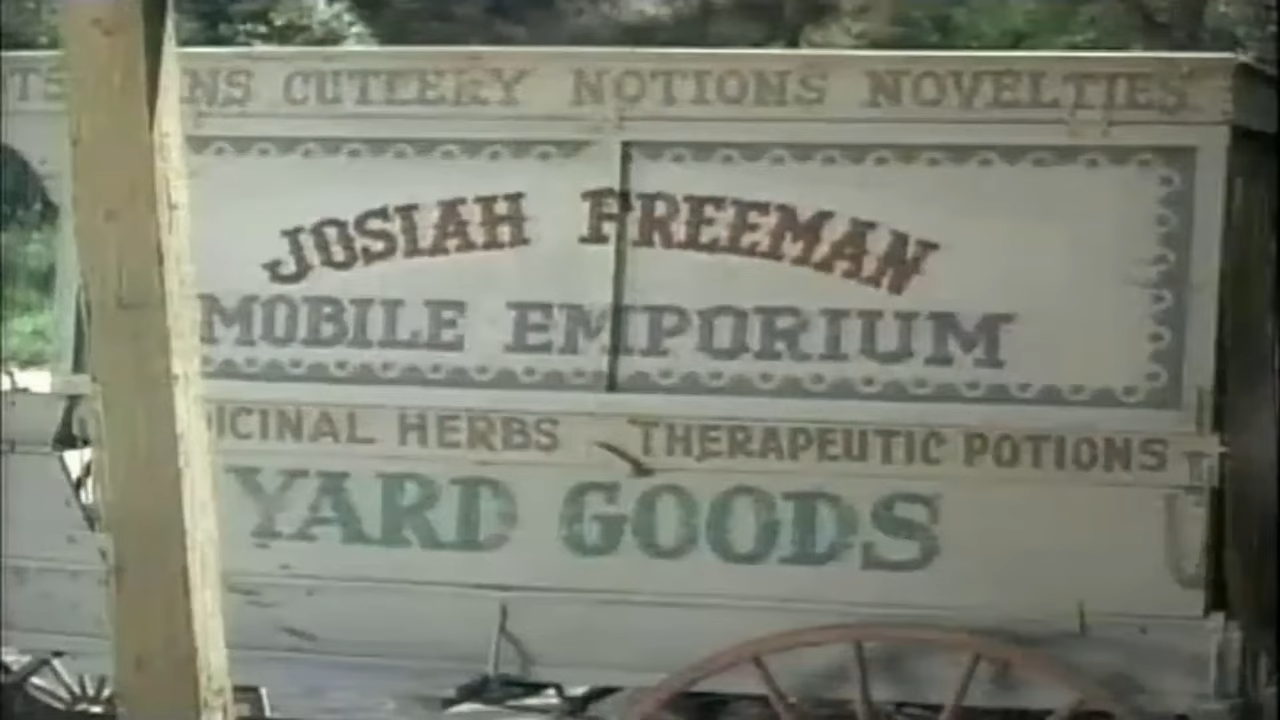 CUTLERY NOTIONS NOVELTIES
JOSIAH FREEMAN
MOBILE EMPORIUM
HERBS THERAPEUTIC POTIONS
YARD GOODS